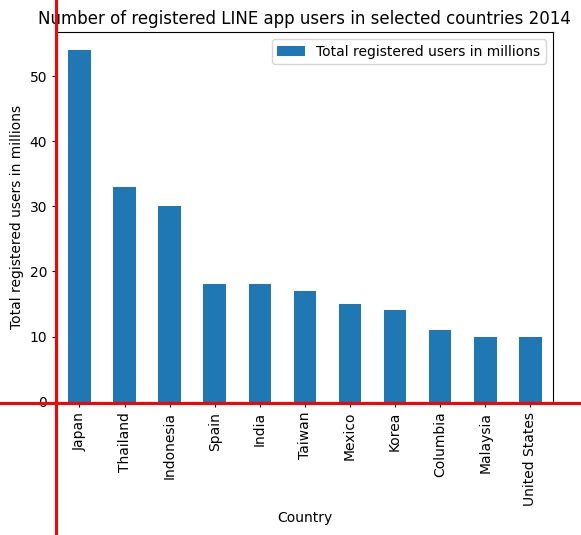 Number of registered LINE app users in selected countries 2014
Total registered users in millions
Total registered users in millions
50
40
30
20
10
0
Japan
Thailand
Indonesia
Spain
India
Taiwan
Mexico
Korea
Columbia
Malaysia
United States
Country